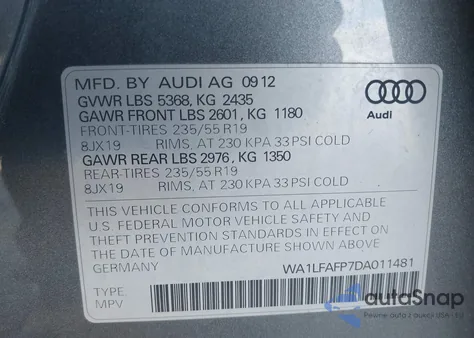 MFD. BY AUDI AG 09 12
GVWR LBS 5368, KG 2435
GAWR FRONT LBS 2601, KG 1180
FRONT-TIRES 235/55 R19
8JX19 RIMS, AT 230 KPA 33 PSI COLD
GAWR REAR LBS 2976, KG 1350
REAR-TIRES 235/55 R19
8JX19 RIMS, AT 230 KPA 33 PSI COLD
Audi
THIS VEHICLE CONFORMS TO ALL APPLICABLE
U.S. FEDERAL MOTOR VEHICLE SAFETY AND
THEFT PREVENTION STANDARDS IN EFFECT ON
THE DATE OF MANUFACTURE SHOWN ABOVE.
GERMANY WA1LFAFP7DA011481
TYPE
MPV
autoSnap